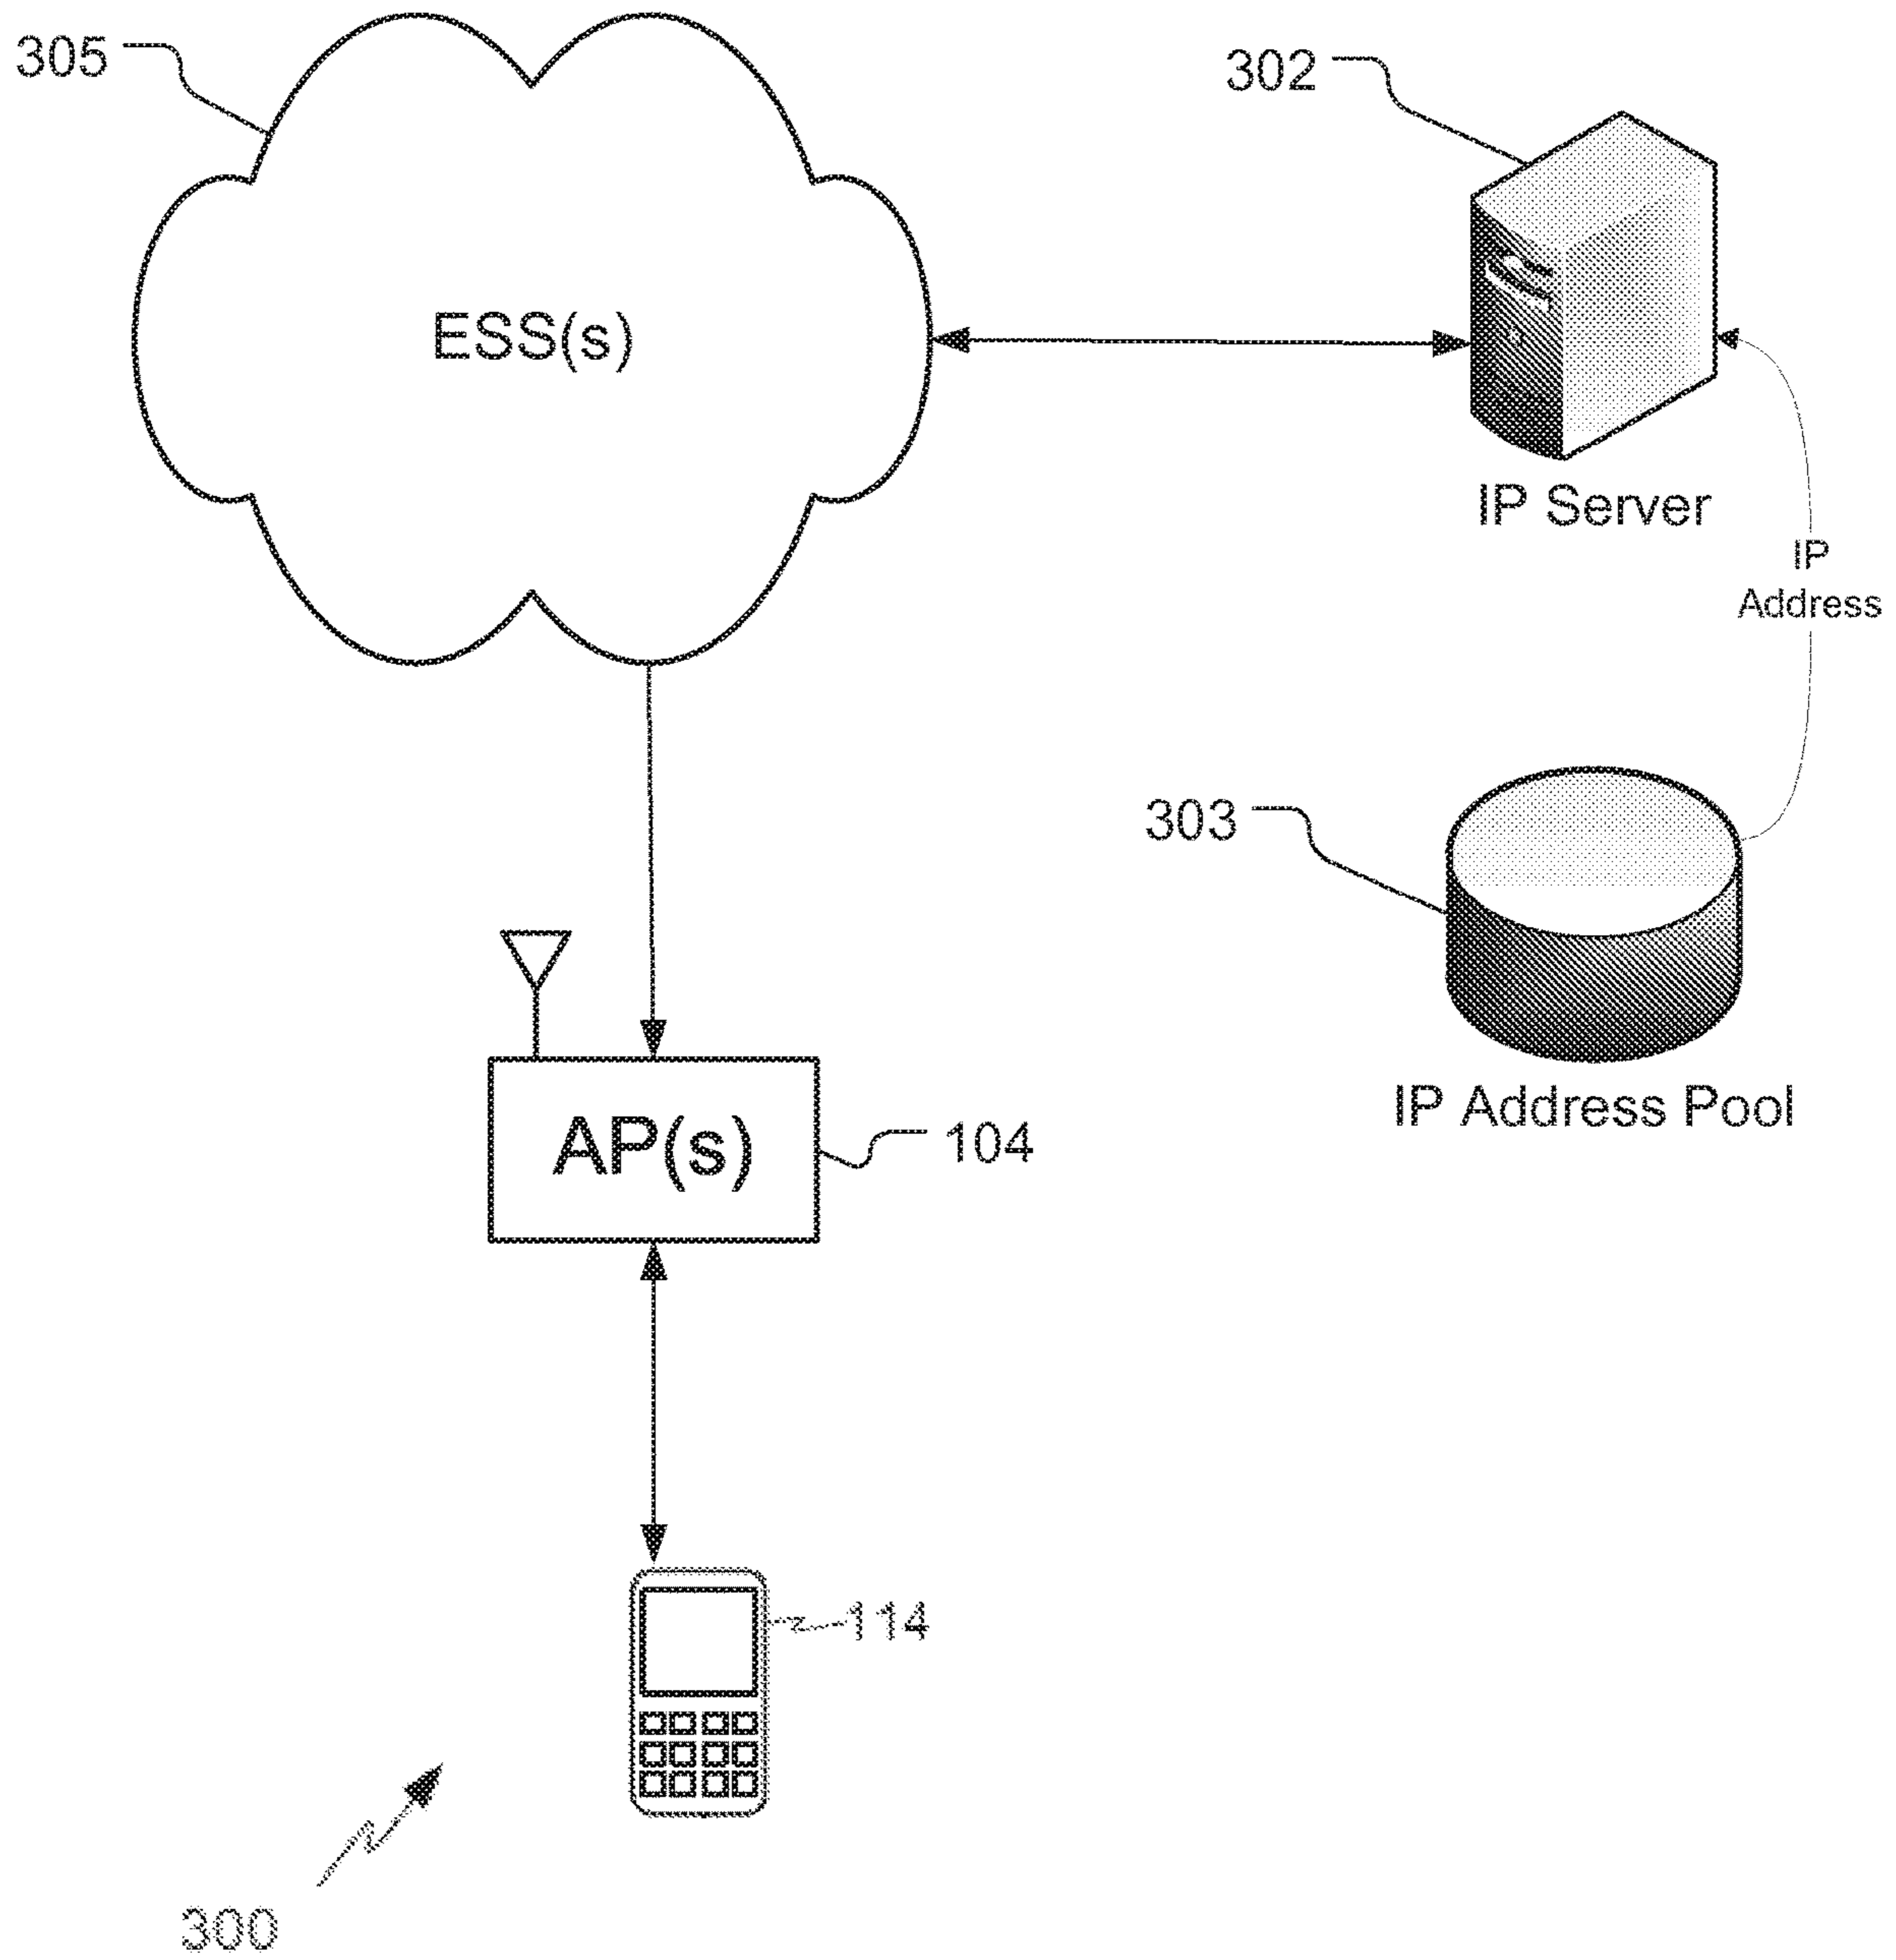 305
302
ESS(s)
IP Server
IP
Address
303
IP Address Pool
AP(s)
104
114
300